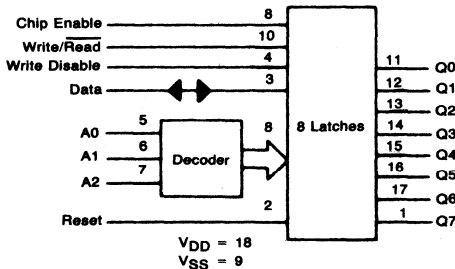 Chip Enable 8
Write/Read 10
Write Disable 4
Data 3
A0 5
A1 6
A2 7
Decoder
8
Reset 2
8 Latches
11 Q0
12 Q1
13 Q2
14 Q3
15 Q4
16 Q5
17 Q6
1 Q7
VDD = 18
VSS = 9